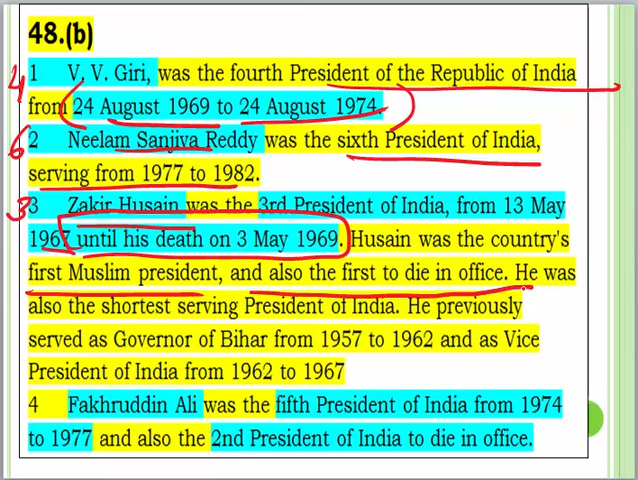 48.(b)
4 1 V. V. Giri, was the fourth President of the Republic of India
from 24 August 1969 to 24 August 1974.
6 2 Neelam Sanjiva Reddy was the sixth President of India,
serving from 1977 to 1982.
3 3 Zakir Husain was the 3rd President of India, from 13 May
1967 until his death on 3 May 1969. Husain was the country's
first Muslim president, and also the first to die in office. He was
also the shortest serving President of India. He previously
served as Governor of Bihar from 1957 to 1962 and as Vice
President of India from 1962 to 1967
4 Fakhruddin Ali was the fifth President of India from 1974
to 1977 and also the 2nd President of India to die in office.